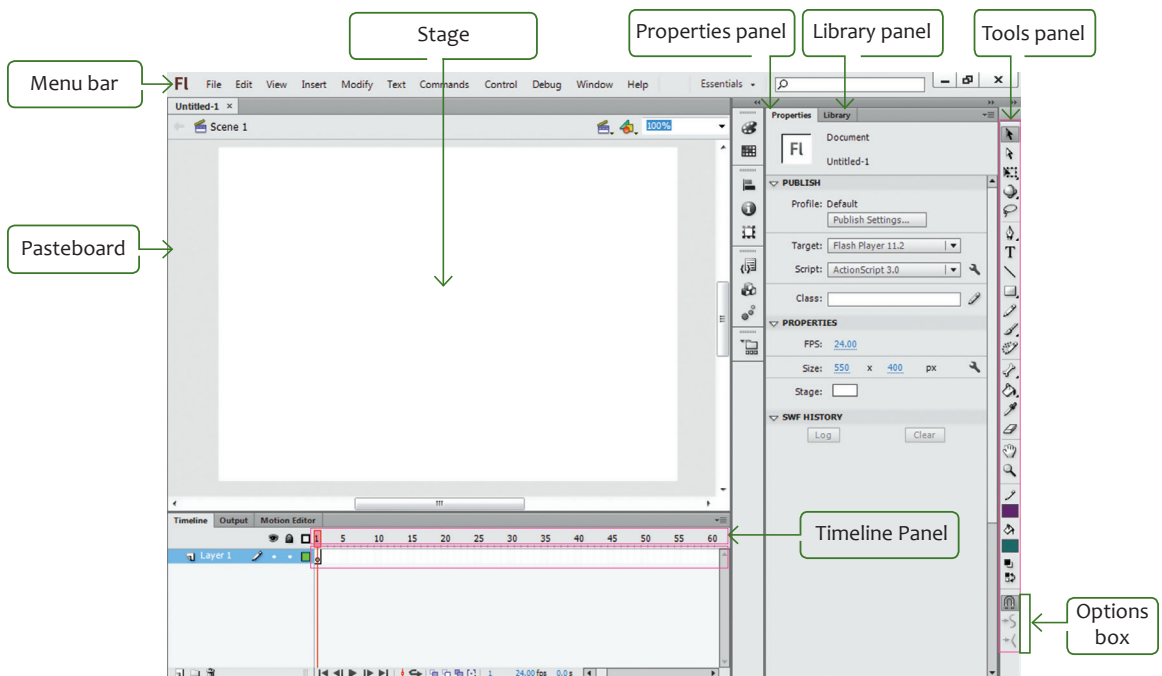 Stage
Properties panel
Library panel
Tools panel
Menu bar
Fl File Edit View Insert Modify Text Commands Control Debug Window Help Essentials
Untitled-1 ×
Scene 1
100%
Pasteboard
Properties Library
Fl
Document
Untitled-1
PUBLISH
Profile: Default
Publish Settings...
Target: Flash Player 11.2
Script: ActionScript 3.0
Class:
PROPERTIES
FPS: 24.00
Size: 550 x 400 px
Stage:
SWF HISTORY
Log Clear
T
Timeline Output Motion Editor
1 5 10 15 20 25 30 35 40 45 50 55 60
Layer 1
1 24.00 fps 0.0 s
Timeline Panel
Options
box